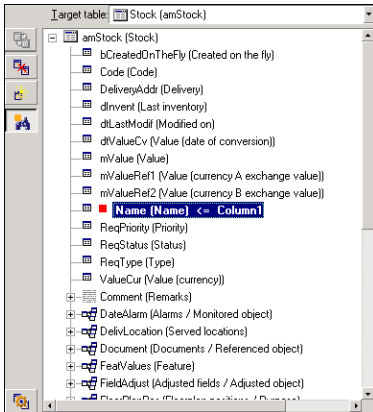 Target table: Stock (amStock)
amStock (Stock)
bCreatedOnTheFly (Created on the fly)
Code (Code)
DeliveryAddr (Delivery)
dInvent (Last inventory)
dtLastModif (Modified on)
dtValueCv (Value (date of conversion))
mValue (Value)
mValueRef1 (Value (currency A exchange value))
mValueRef2 (Value (currency B exchange value))
Name (Name) <= Column1
ReqPriority (Priority)
ReqStatus (Status)
ReqType (Type)
ValueCur (Value (currency))
Comment (Remarks)
DateAlarm (Alarms / Monitored object)
DelivLocation (Served locations)
Document (Documents / Referenced object)
FeatValues (Feature)
FieldAdjust (Adjusted fields / Adjusted object)